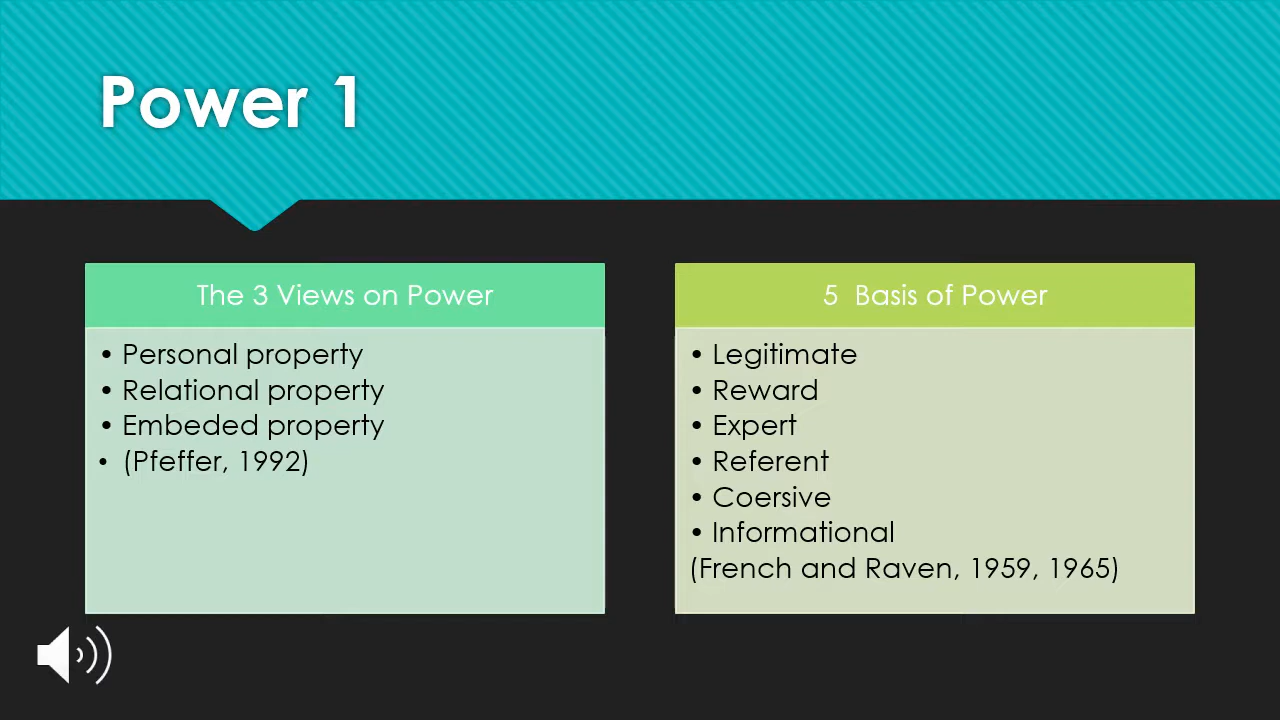 Power 1
The 3 Views on Power
• Personal property
• Relational property
• Embeded property
• (Pfeffer, 1992)
5  Basis of Power
• Legitimate
• Reward
• Expert
• Referent
• Coersive
• Informational
(French and Raven, 1959, 1965)